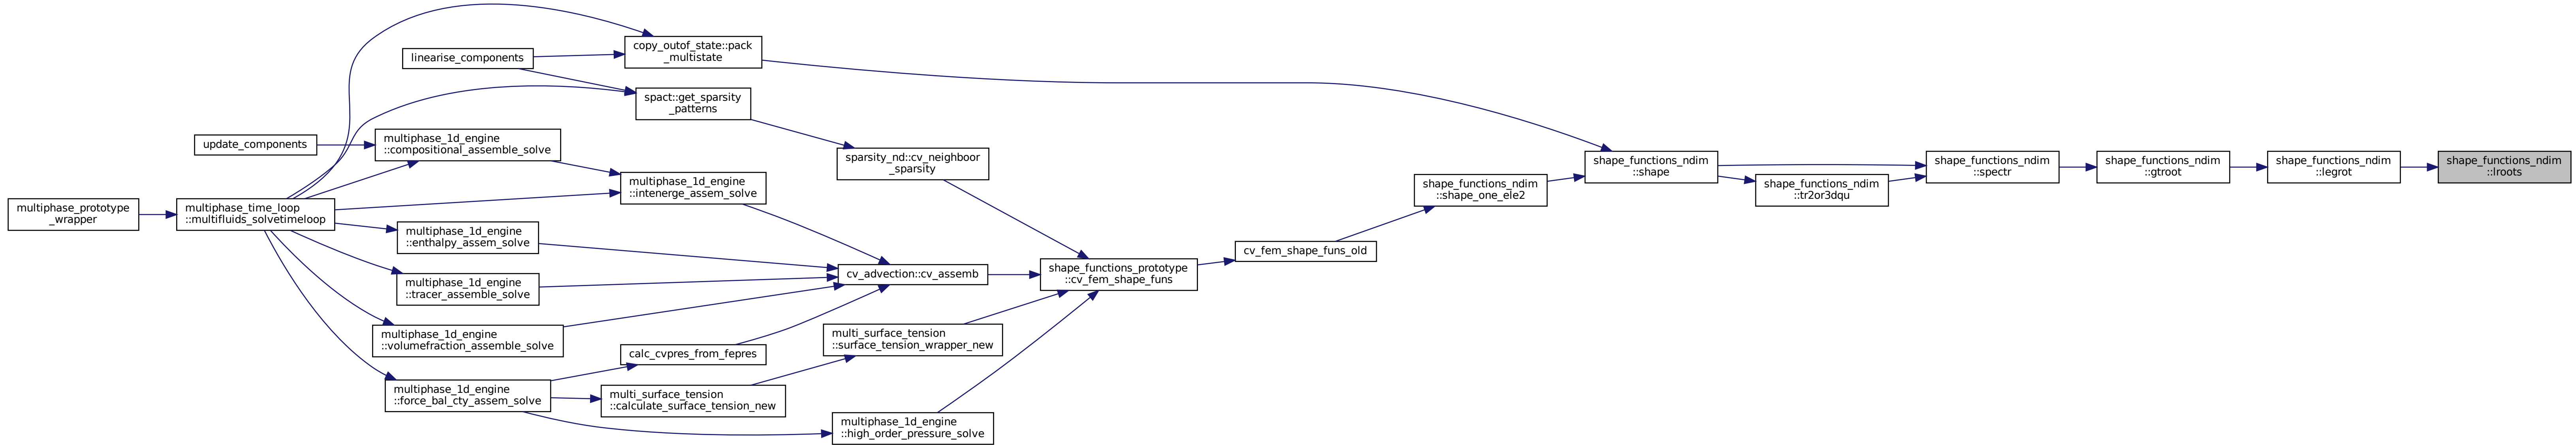 multiphase_prototype
_wrapper
multiphase_time_loop
::multifluids_solvetimeloop
update_components
linearise_components
multiphase_1d_engine
::compositional_assemble_solve
multiphase_1d_engine
::enthalpy_assem_solve
multiphase_1d_engine
::tracer_assemble_solve
multiphase_1d_engine
::volumefraction_assemble_solve
multiphase_1d_engine
::force_bal_cty_assem_solve
copy_outof_state::pack
_multistate
spact::get_sparsity
_patterns
multiphase_1d_engine
::intenerge_assem_solve
calc_cvpres_from_fepres
multi_surface_tension
::calculate_surface_tension_new
sparsity_nd::cv_neighboor
_sparsity
cv_advection::cv_assemb
multi_surface_tension
::surface_tension_wrapper_new
multiphase_1d_engine
::high_order_pressure_solve
shape_functions_prototype
::cv_fem_shape_funs
cv_fem_shape_funs_old
shape_functions_ndim
::shape_one_ele2
shape_functions_ndim
::shape
shape_functions_ndim
::tr2or3dqu
shape_functions_ndim
::spectr
shape_functions_ndim
::gtroot
shape_functions_ndim
::legrot
shape_functions_ndim
::lroots